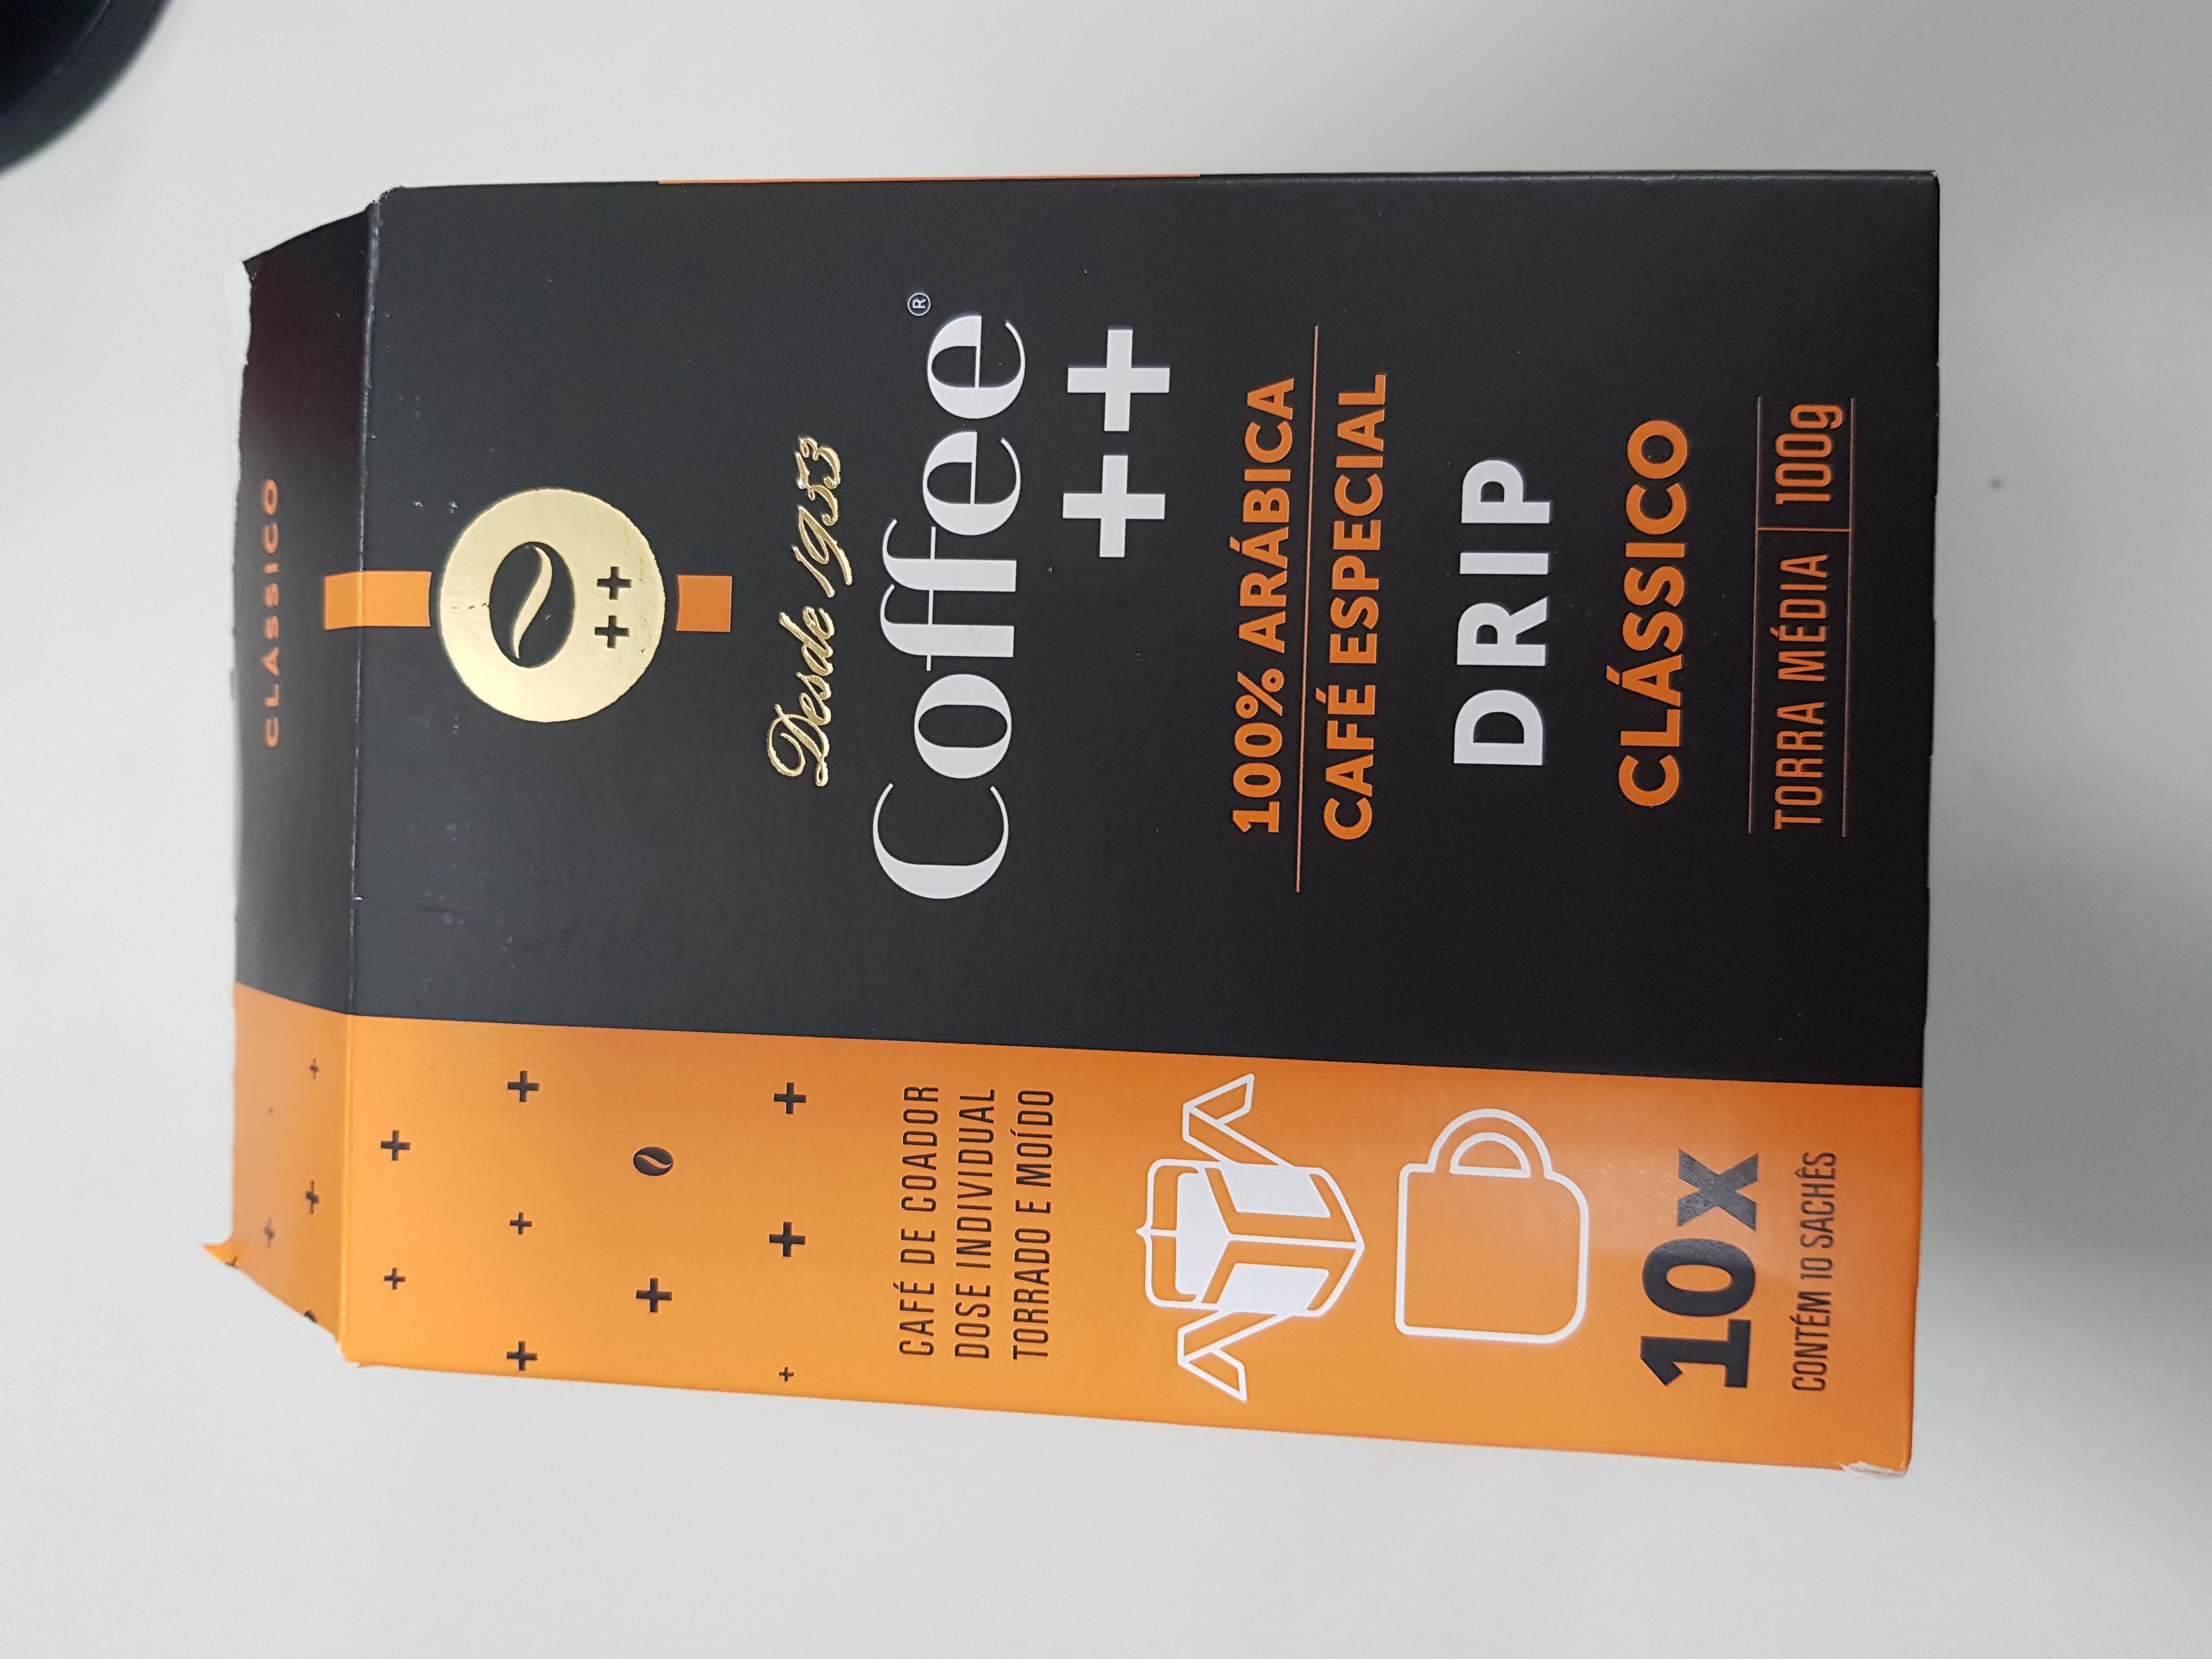 CLÁSSICO
++
Desde 1953
Coffee®
++
100% ARÁBICA
CAFÉ ESPECIAL
DRIP
CLÁSSICO
TORRA MÉDIA | 100g
CAFÉ DE COADOR
DOSE INDIVIDUAL
TORRADO E MOÍDO
10x
CONTÉM 10 SACHÊS